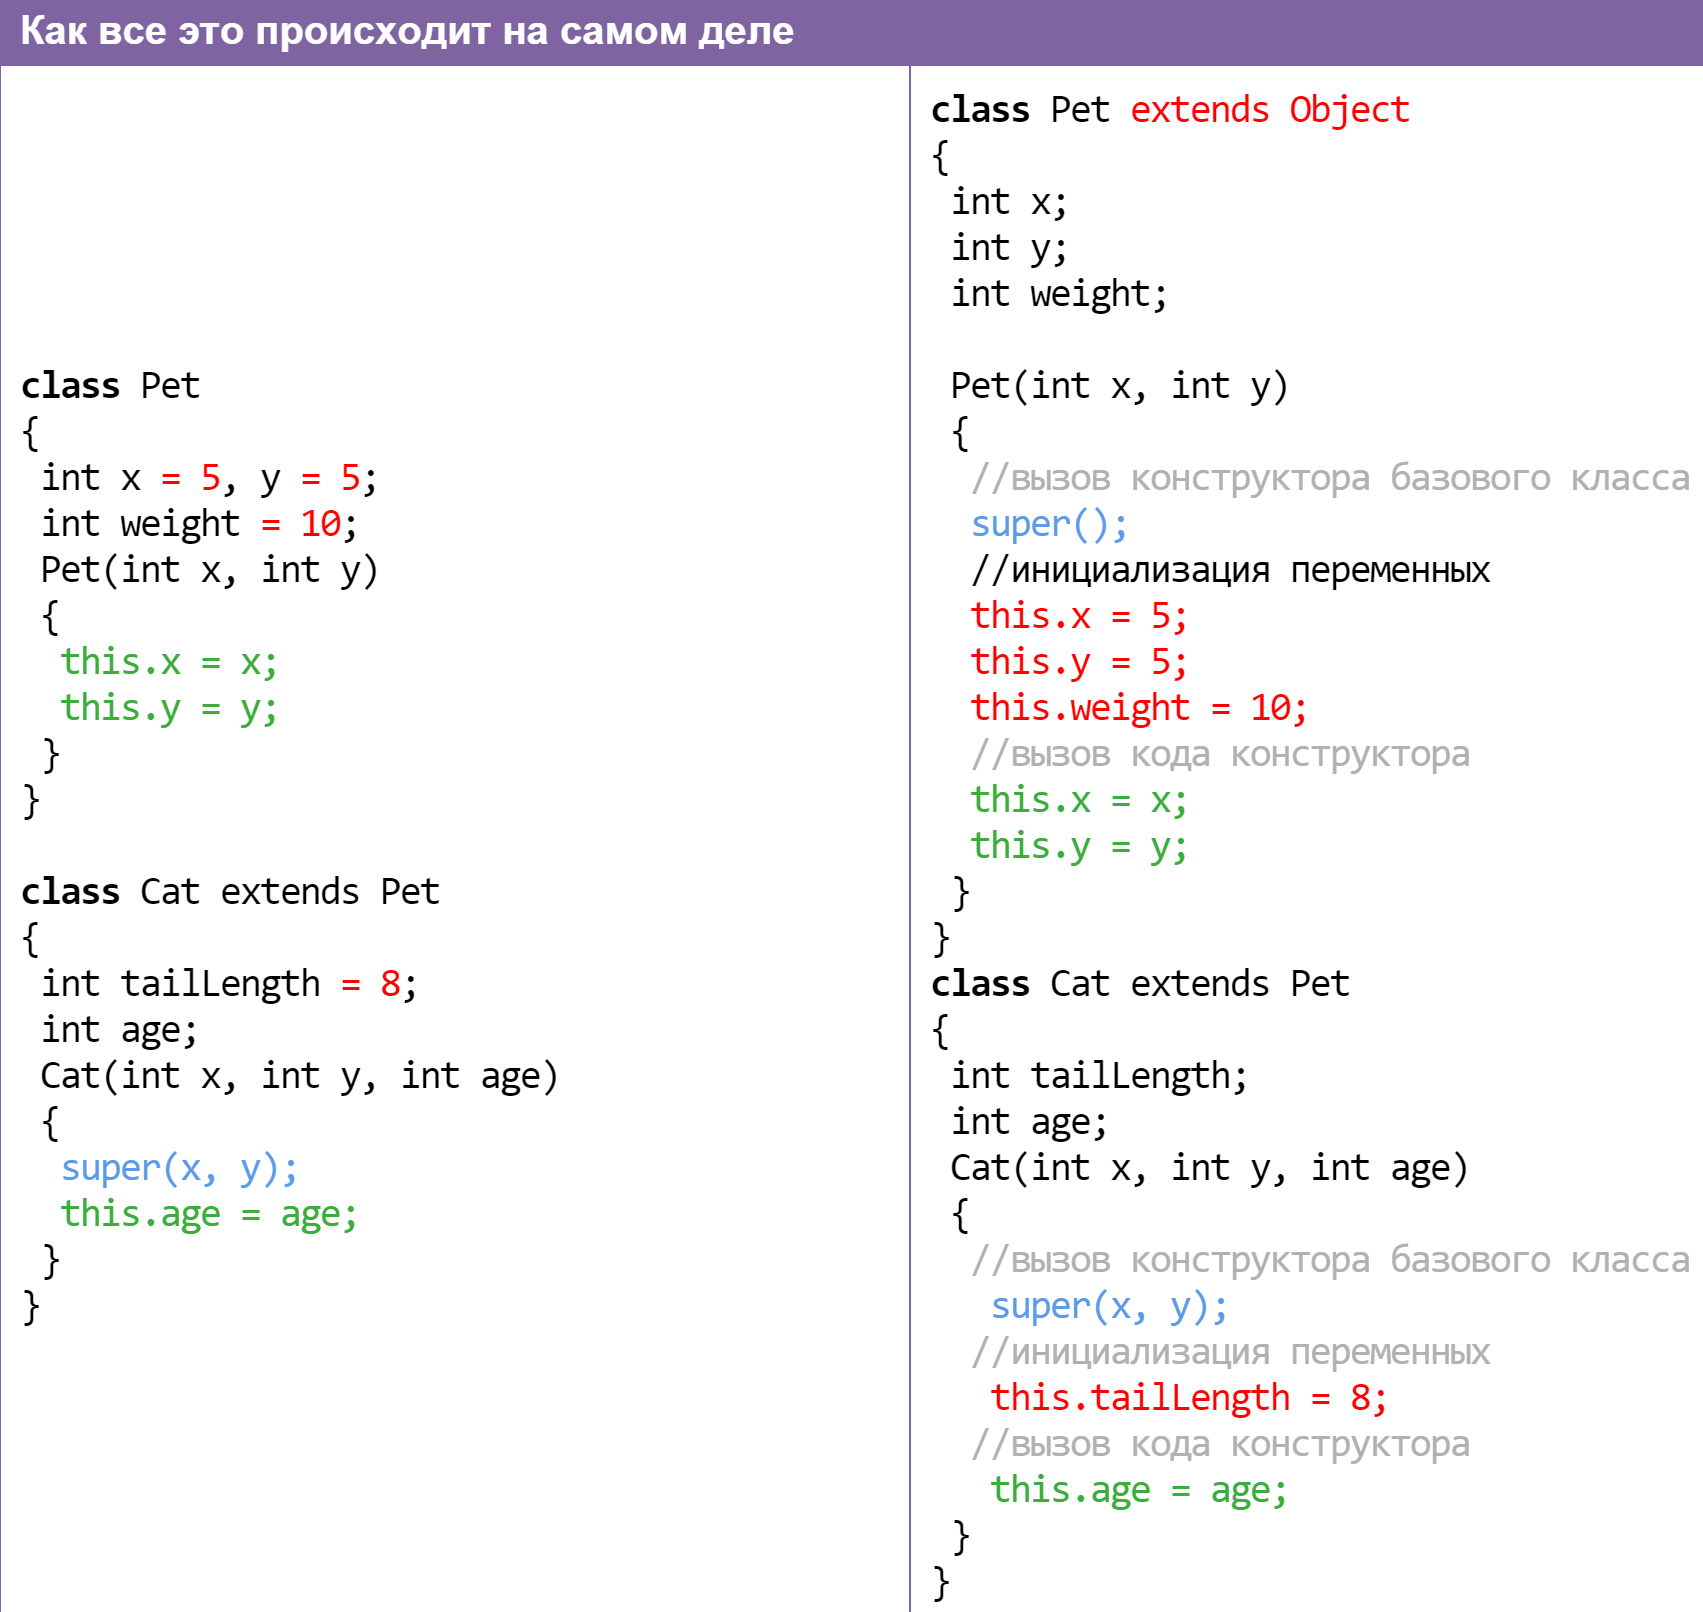 Как все это происходит на самом деле
class Pet
{
int x = 5, y = 5;
int weight = 10;
Pet(int x, int y)
{
this.x = x;
this.y = y;
}
}
class Cat extends Pet
{
int tailLength = 8;
int age;
Cat(int x, int y, int age)
{
super(x, y);
this.age = age;
}
}
class Pet extends Object
{
int x;
int y;
int weight;
Pet(int x, int y)
{
//вызов конструктора базового класса
super();
//инициализация переменных
this.x = 5;
this.y = 5;
this.weight = 10;
//вызов кода конструктора
this.x = x;
this.y = y;
}
}
class Cat extends Pet
{
int tailLength;
int age;
Cat(int x, int y, int age)
{
//вызов конструктора базового класса
super(x, y);
//инициализация переменных
this.tailLength = 8;
//вызов кода конструктора
this.age = age;
}
}